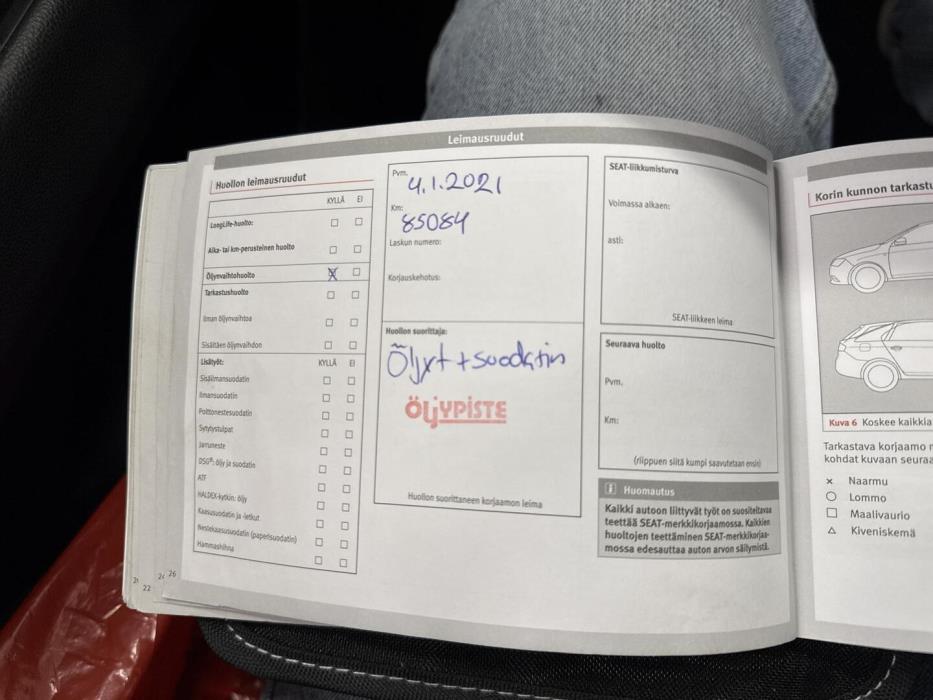 Leimausruudut
Huollon leimausruudut
KYLLÄ EI
LongLife-huolto:
Aika- tai km-perusteinen huolto
Öljynvaihtohuolto
Tarkastushuolto
Ilman öljynvaihtoa
Sisältäen öljynvaihdon
Lisätyöt: KYLLÄ EI
Sisäilmansuodatin
Ilmansuodatin
Polttonestesuodatin
Sytytystulpat
Jarruneste
DSG®: öljy ja suodatin
ATF
HALDEX-kytkin: öljy
Kaasusuodatin ja -letkut
Nestekaasusuodatin (paperisuodatin)
Hammashihna
Pvm.
4.1.2021
Km:
85084
Laskun numero:
Korjauskehotus:
Huollon suorittaja:
Öljyt + suodatin
ÖljYPISTE
Huollon suorittaneen korjaamon leima
SEAT-liikkumisturva
Voimassa alkaen:
asti:
SEAT-liikkeen leima
Seuraava huolto
Pvm.
Km:
(riippuen siitä kumpi saavutetaan ensin)
i Huomautus
Kaikki autoon liittyvät työt on suositeltavaa
teettää SEAT-merkkikorjaamossa. Kaikkien
huoltojen teettäminen SEAT-merkkikorjaa-
mossa edesauttaa auton arvon säilymistä.
22
26
Korin kunnon tarkastu
Kuva 6 Koskee kaikkia
Tarkastava korjaamo
kohdat kuvaan seuraa
× Naarmu
○ Lommo
□ Maalivaurio
△ Kiveniskemä